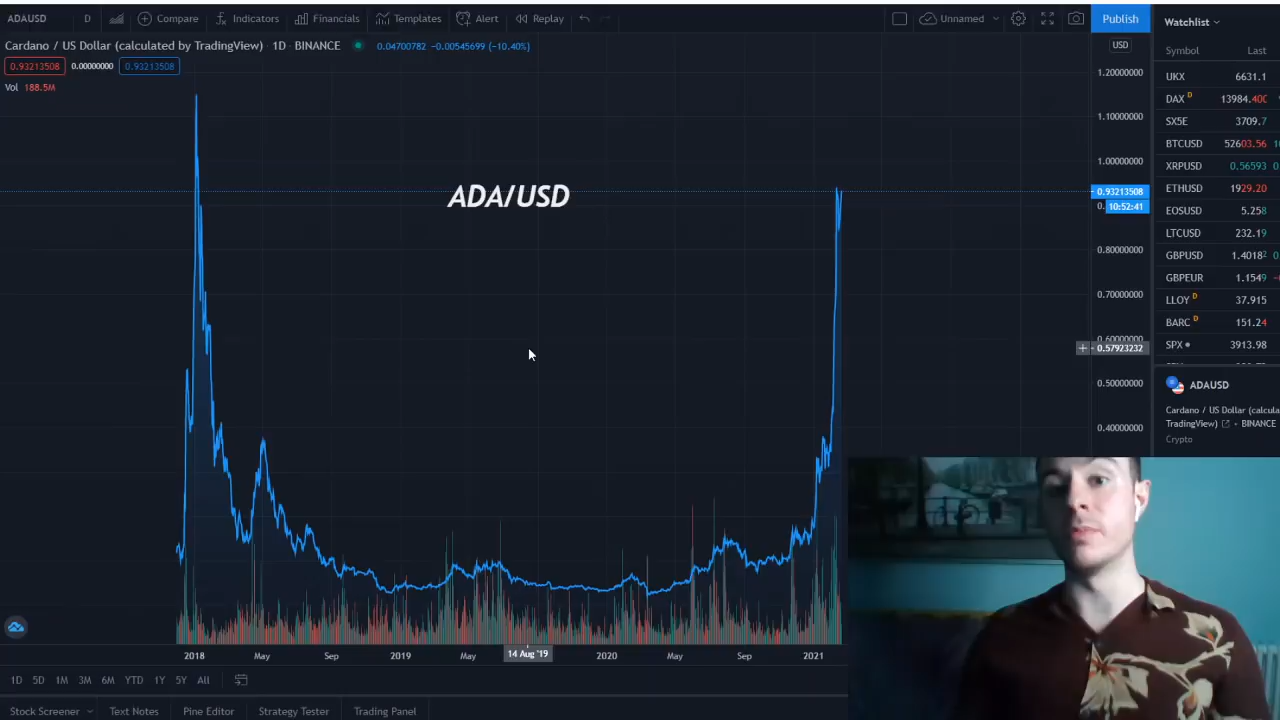 ADAUSD D Compare Indicators Financials Templates Alert Replay Unnamed Publish
Cardano / US Dollar (calculated by TradingView) 1D · BINANCE 0.04700782 −0.00545699 (−10.40%)
0.93213508 0.00000000 0.93213508
Vol 188.5M
ADA/USD
USD
1.20000000
1.10000000
1.00000000
0.93213508
0. 10:52:41
0.80000000
0.70000000
0.60000000
0.57923232
0.50000000
0.40000000
2018 May Sep 2019 May 14 Aug '19 2020 May Sep 2021
1D 5D 1M 3M 6M YTD 1Y 5Y All
Stock Screener Text Notes Pine Editor Strategy Tester Trading Panel
Watchlist
Symbol Last
UKX 6631.1
DAX D 13984.400
SX5E 3709.7
BTCUSD 52603.56
XRPUSD 0.56593
ETHUSD 1929.20
EOSUSD 5.258
LTCUSD 232.19
GBPUSD 1.40182
GBPEUR 1.1549
LLOY D 37.915
BARC D 151.24
SPX 3913.98
ADAUSD
Cardano / US Dollar (calcula
TradingView) • BINANCE
Crypto